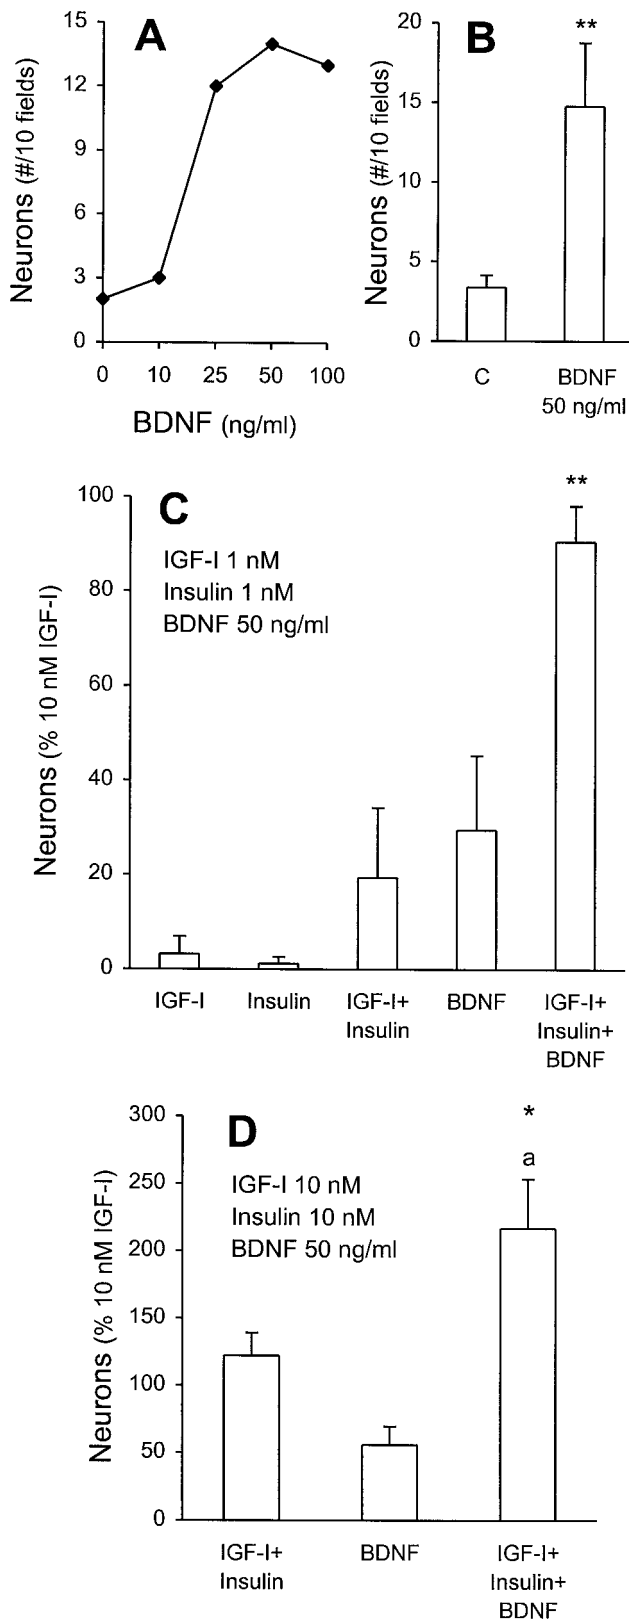 A
Neurons (#/10 fields)
15
12
9
6
3
0
0 10 25 50 100
BDNF (ng/ml)
B
**
Neurons (#/10 fields)
20
15
10
5
0
C
BDNF
50 ng/ml
C
**
IGF-I 1 nM
Insulin 1 nM
BDNF 50 ng/ml
Neurons (% 10 nM IGF-I)
100
80
60
40
20
0
IGF-I
Insulin
IGF-I+
Insulin
BDNF
IGF-I+
Insulin+
BDNF
D
*
a
IGF-I 10 nM
Insulin 10 nM
BDNF 50 ng/ml
Neurons (% 10 nM IGF-I)
300
250
200
150
100
50
0
IGF-I+
Insulin
BDNF
IGF-I+
Insulin+
BDNF